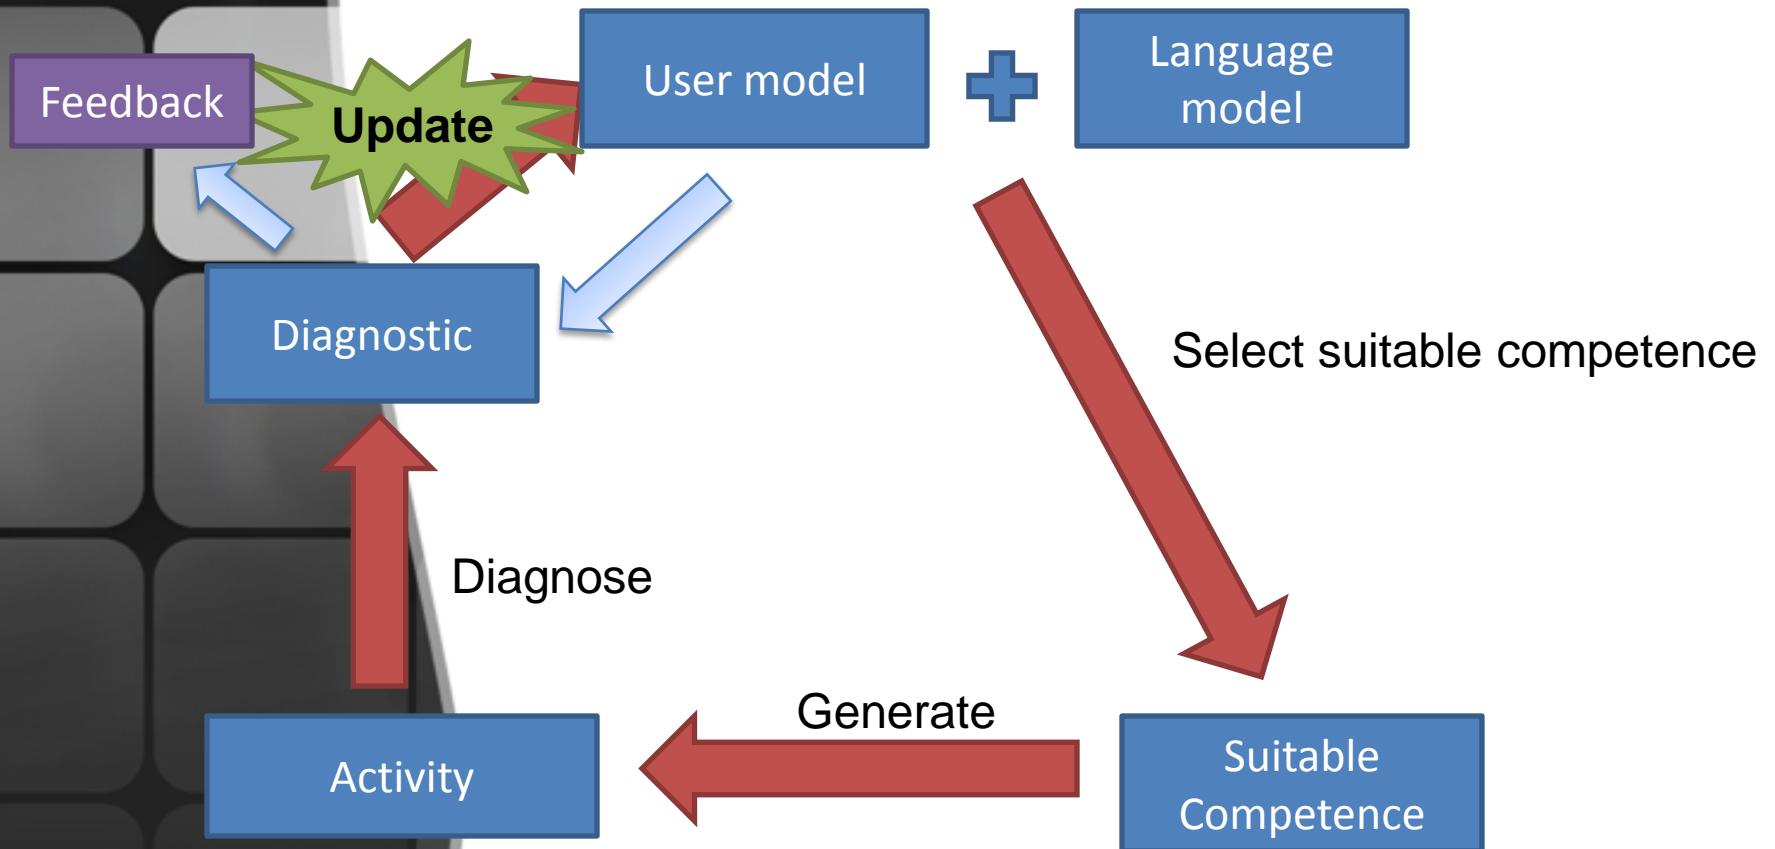 Feedback
Update
User model
Language
model
Diagnostic
Select suitable competence
Diagnose
Generate
Activity
Suitable
Competence